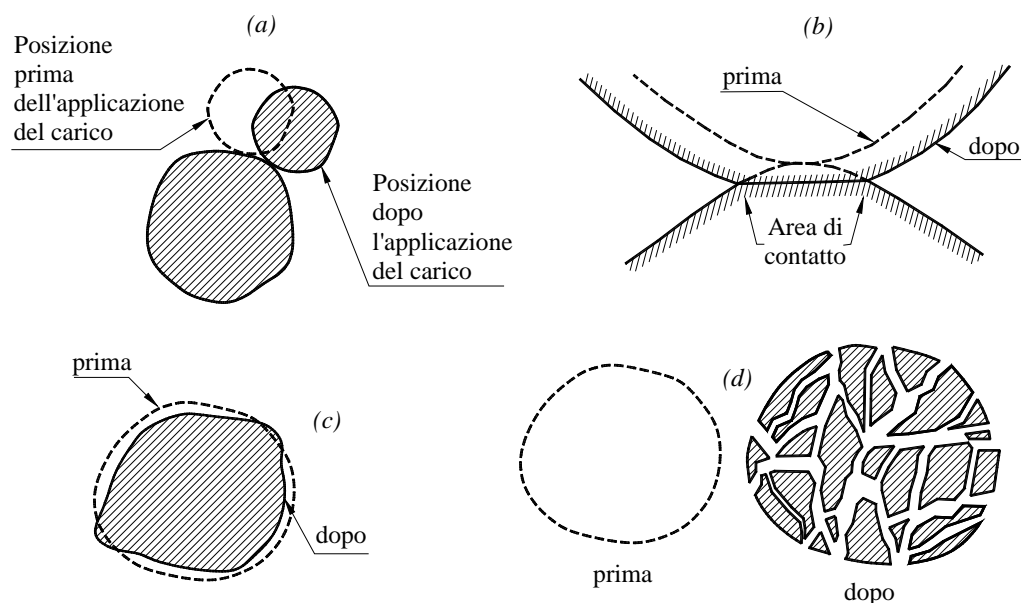 (a)
Posizione
prima
dell'applicazione
del carico
Posizione
dopo
l'applicazione
del carico
(b)
prima
dopo
Area di
contatto
prima
(c)
dopo
(d)
prima
dopo